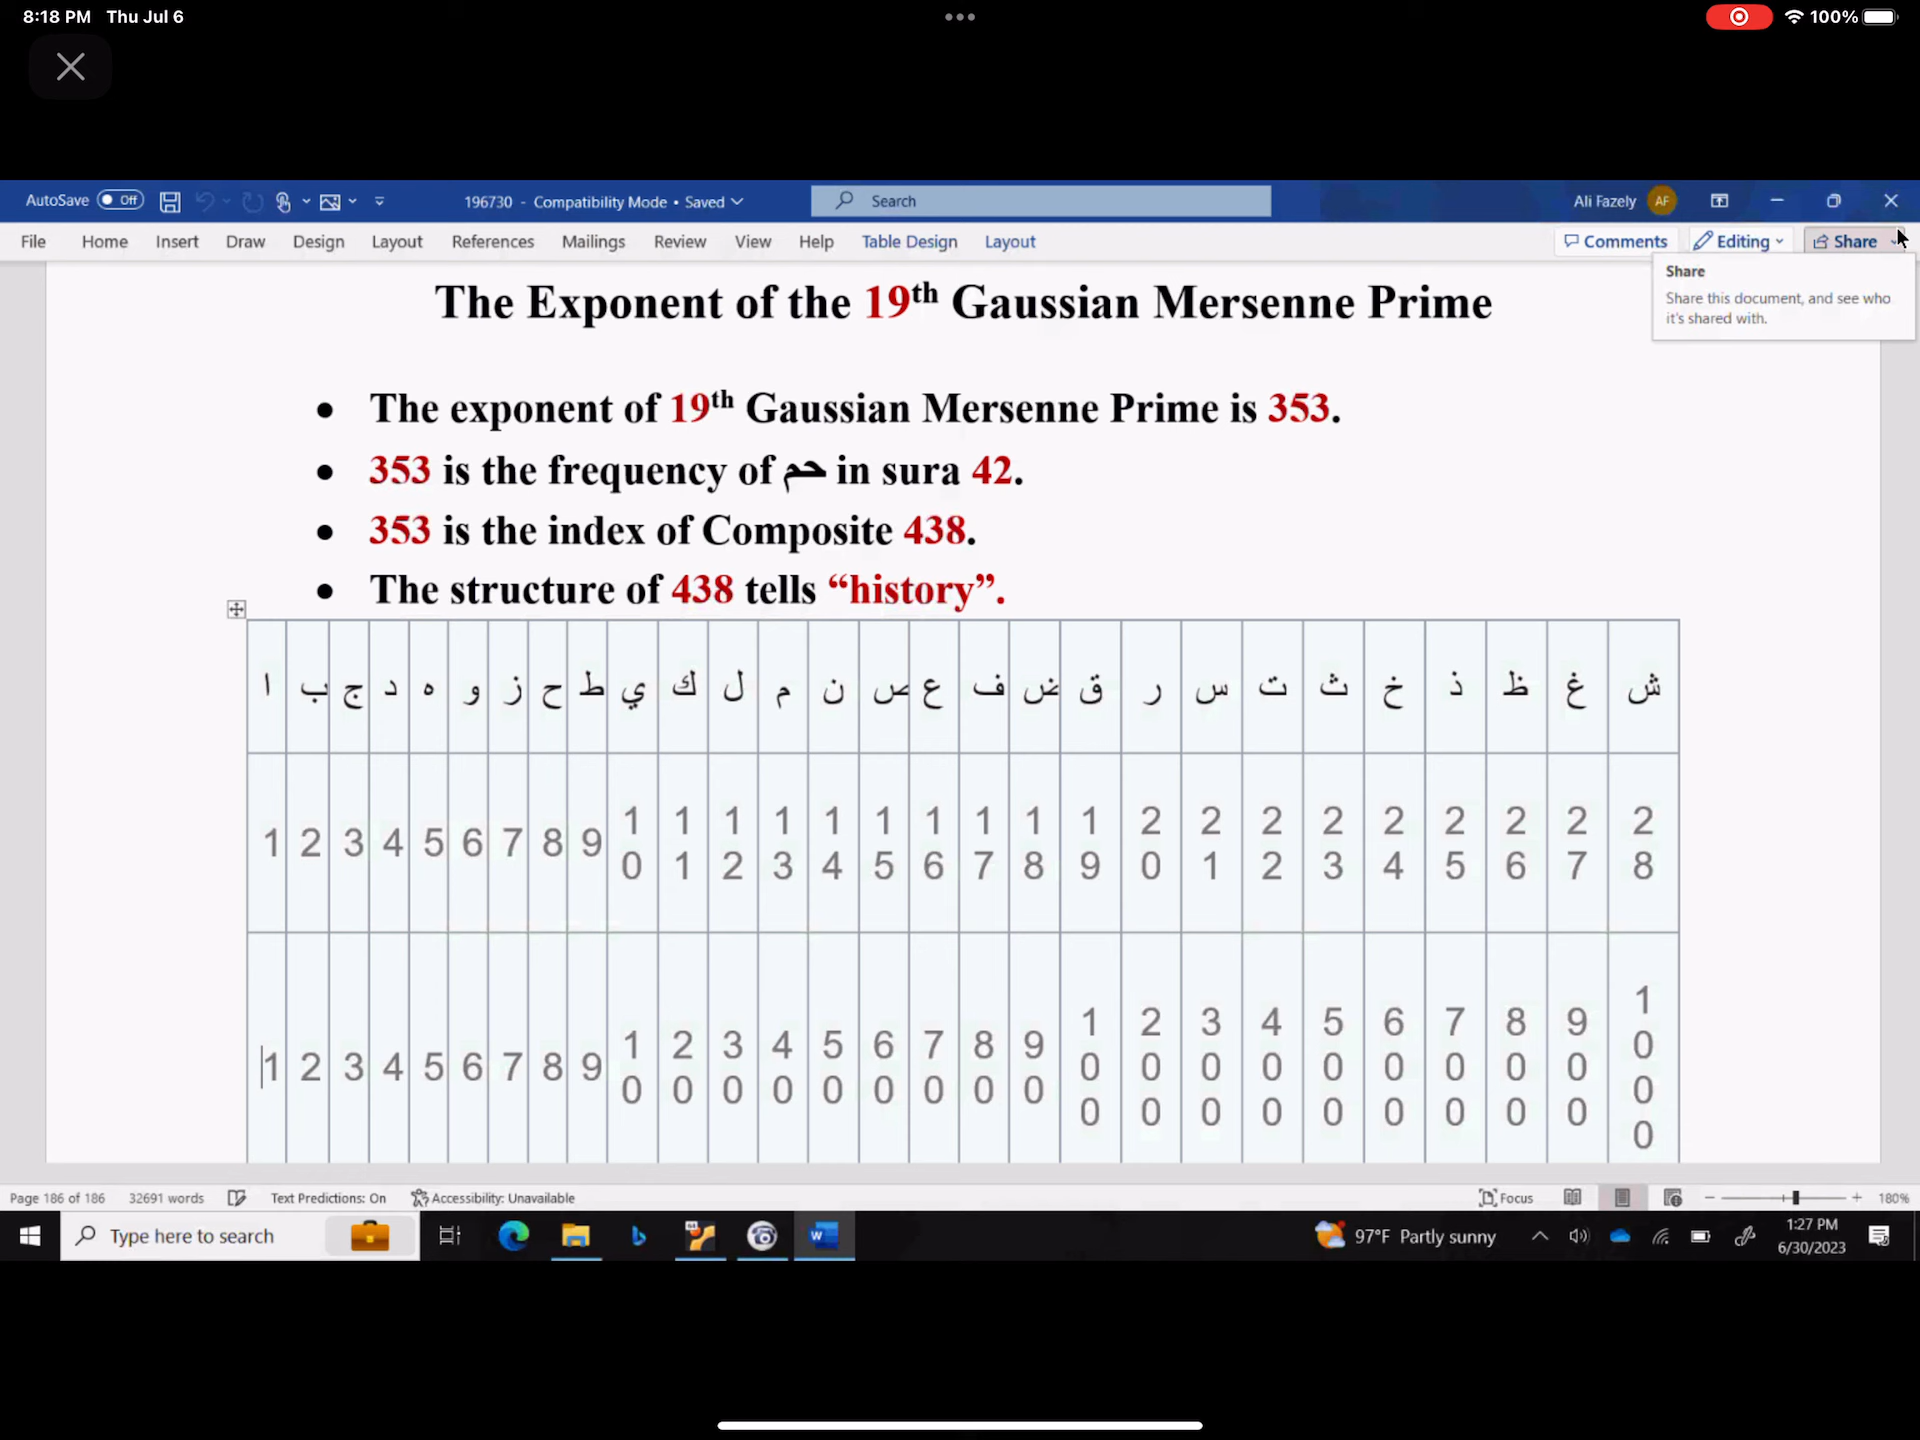 8:18 PM Thu Jul 6
100%
AutoSave Off
196730 - Compatibility Mode • Saved
Search
Ali Fazely AF
File Home Insert Draw Design Layout References Mailings Review View Help Table Design Layout
Comments Editing Share
Share
Share this document, and see who
it's shared with.
The Exponent of the 19th Gaussian Mersenne Prime
• The exponent of 19th Gaussian Mersenne Prime is 353.
• 353 is the frequency of حم in sura 42.
• 353 is the index of Composite 438.
• The structure of 438 tells “history”.
ا ب ج د ه و ز ح ط ي ك ل م ن ص ع ف ض ق ر س ت ث خ ذ ظ غ ش
1 2 3 4 5 6 7 8 9 10 11 12 13 14 15 16 17 18 19 20 21 22 23 24 25 26 27 28
1 2 3 4 5 6 7 8 9 10 20 30 40 50 60 70 80 90 100 200 300 400 500 600 700 800 900 1000
Page 186 of 186 32691 words Text Predictions: On Accessibility: Unavailable Focus 180%
Type here to search
97°F Partly sunny
1:27 PM
6/30/2023